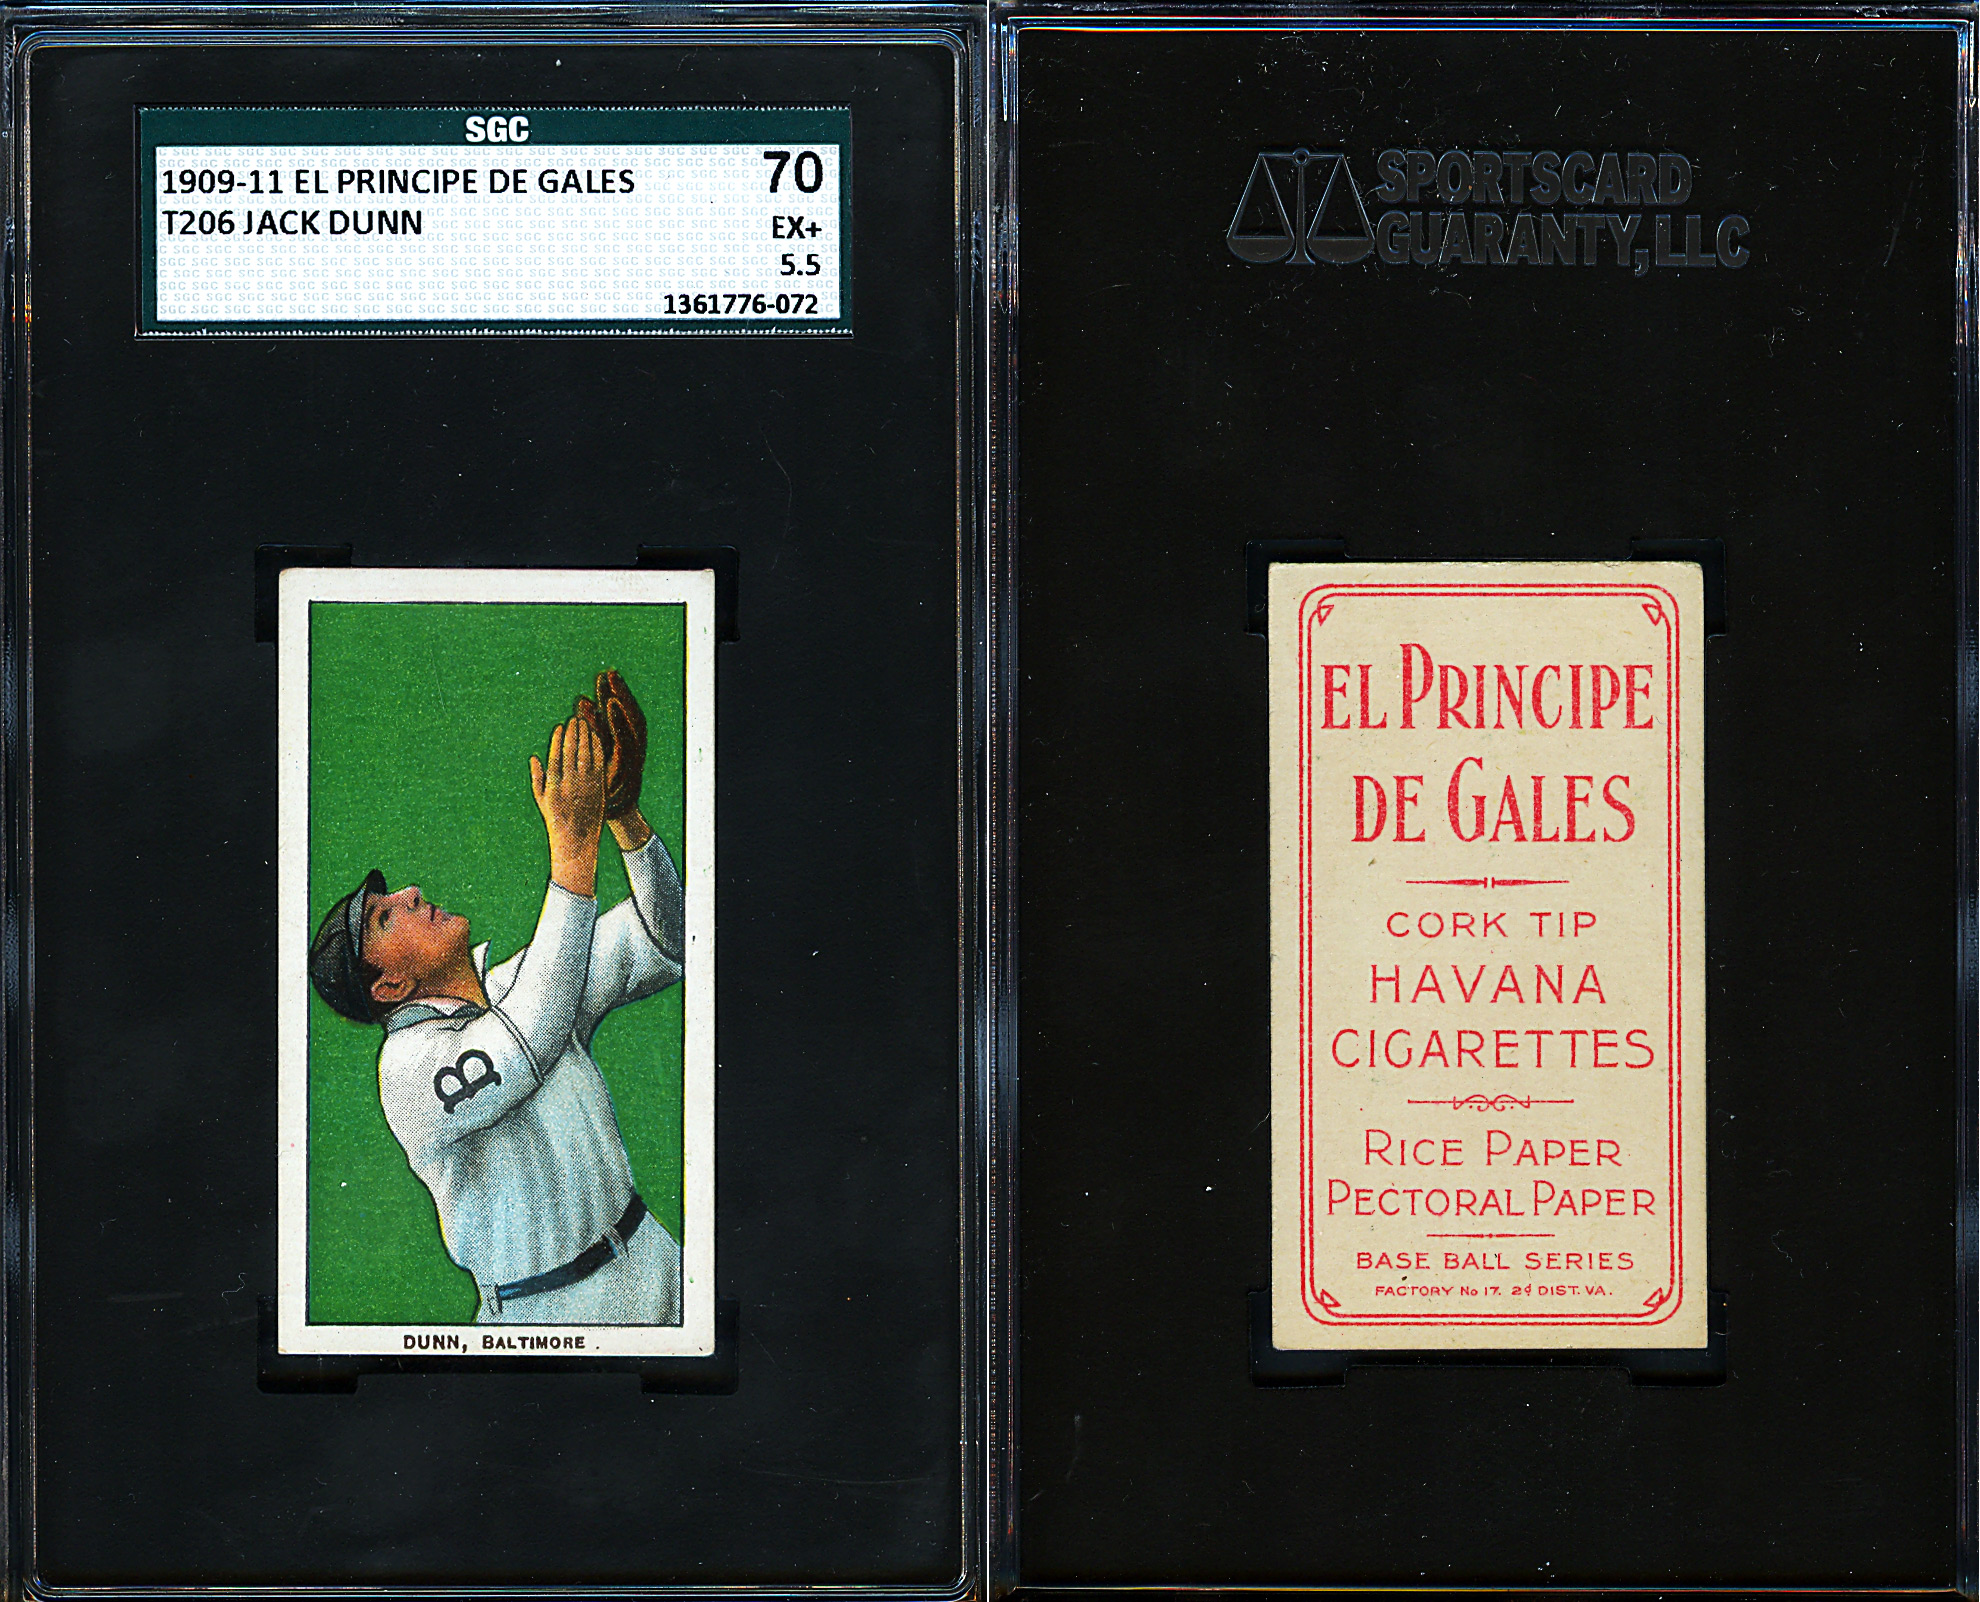 SGC
1909-11 EL PRINCIPE DE GALES
70
T206 JACK DUNN
EX+
5.5
1361776-072
B
DUNN, BALTIMORE.
SPORTSCARD
GUARANTY, LLC
EL PRINCIPE
DE GALES
CORK TIP
HAVANA
CIGARETTES
RICE PAPER
PECTORAL PAPER
BASE BALL SERIES
FACTORY No 17. 2d DIST. VA.